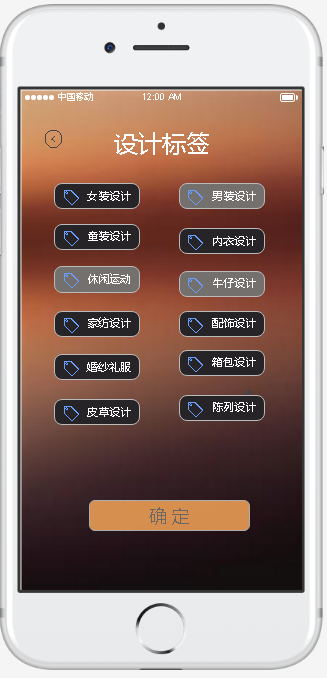 中国移动 12:00 AM
<
设计标签
女装设计 男装设计
童装设计 内衣设计
休闲运动 牛仔设计
家纺设计 配饰设计
婚纱礼服 箱包设计
皮草设计 陈列设计
确定